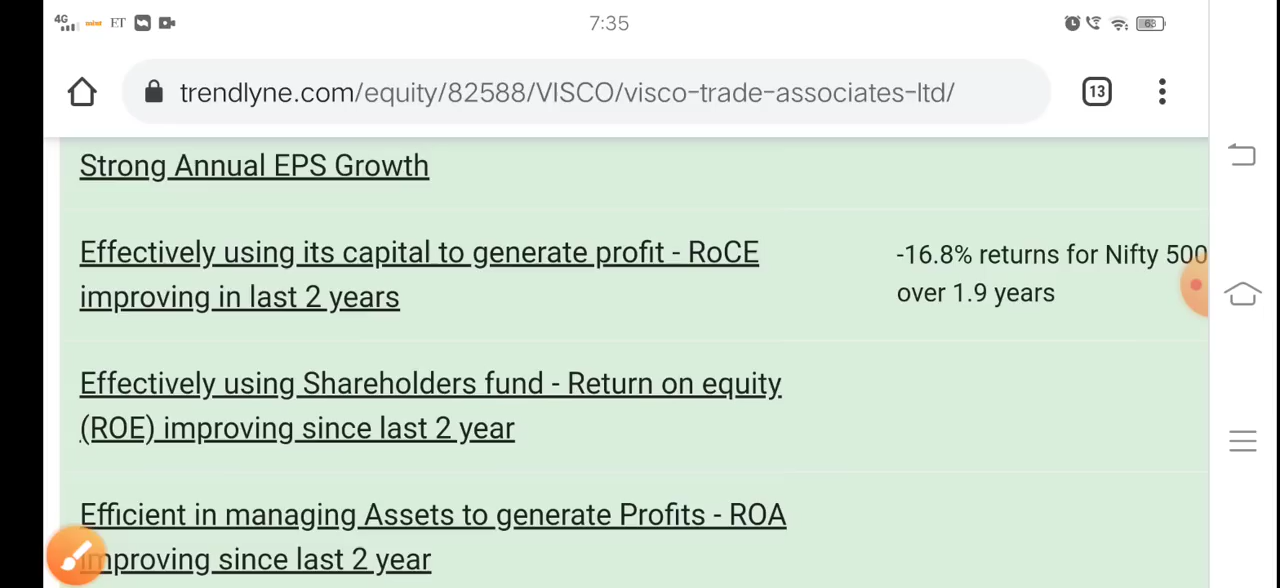 4G mint ET 7:35 63
trendlyne.com/equity/82588/VISCO/visco-trade-associates-ltd/ 13
Strong Annual EPS Growth
Effectively using its capital to generate profit - RoCE
improving in last 2 years
-16.8% returns for Nifty 500
over 1.9 years
Effectively using Shareholders fund - Return on equity
(ROE) improving since last 2 year
Efficient in managing Assets to generate Profits - ROA
improving since last 2 year